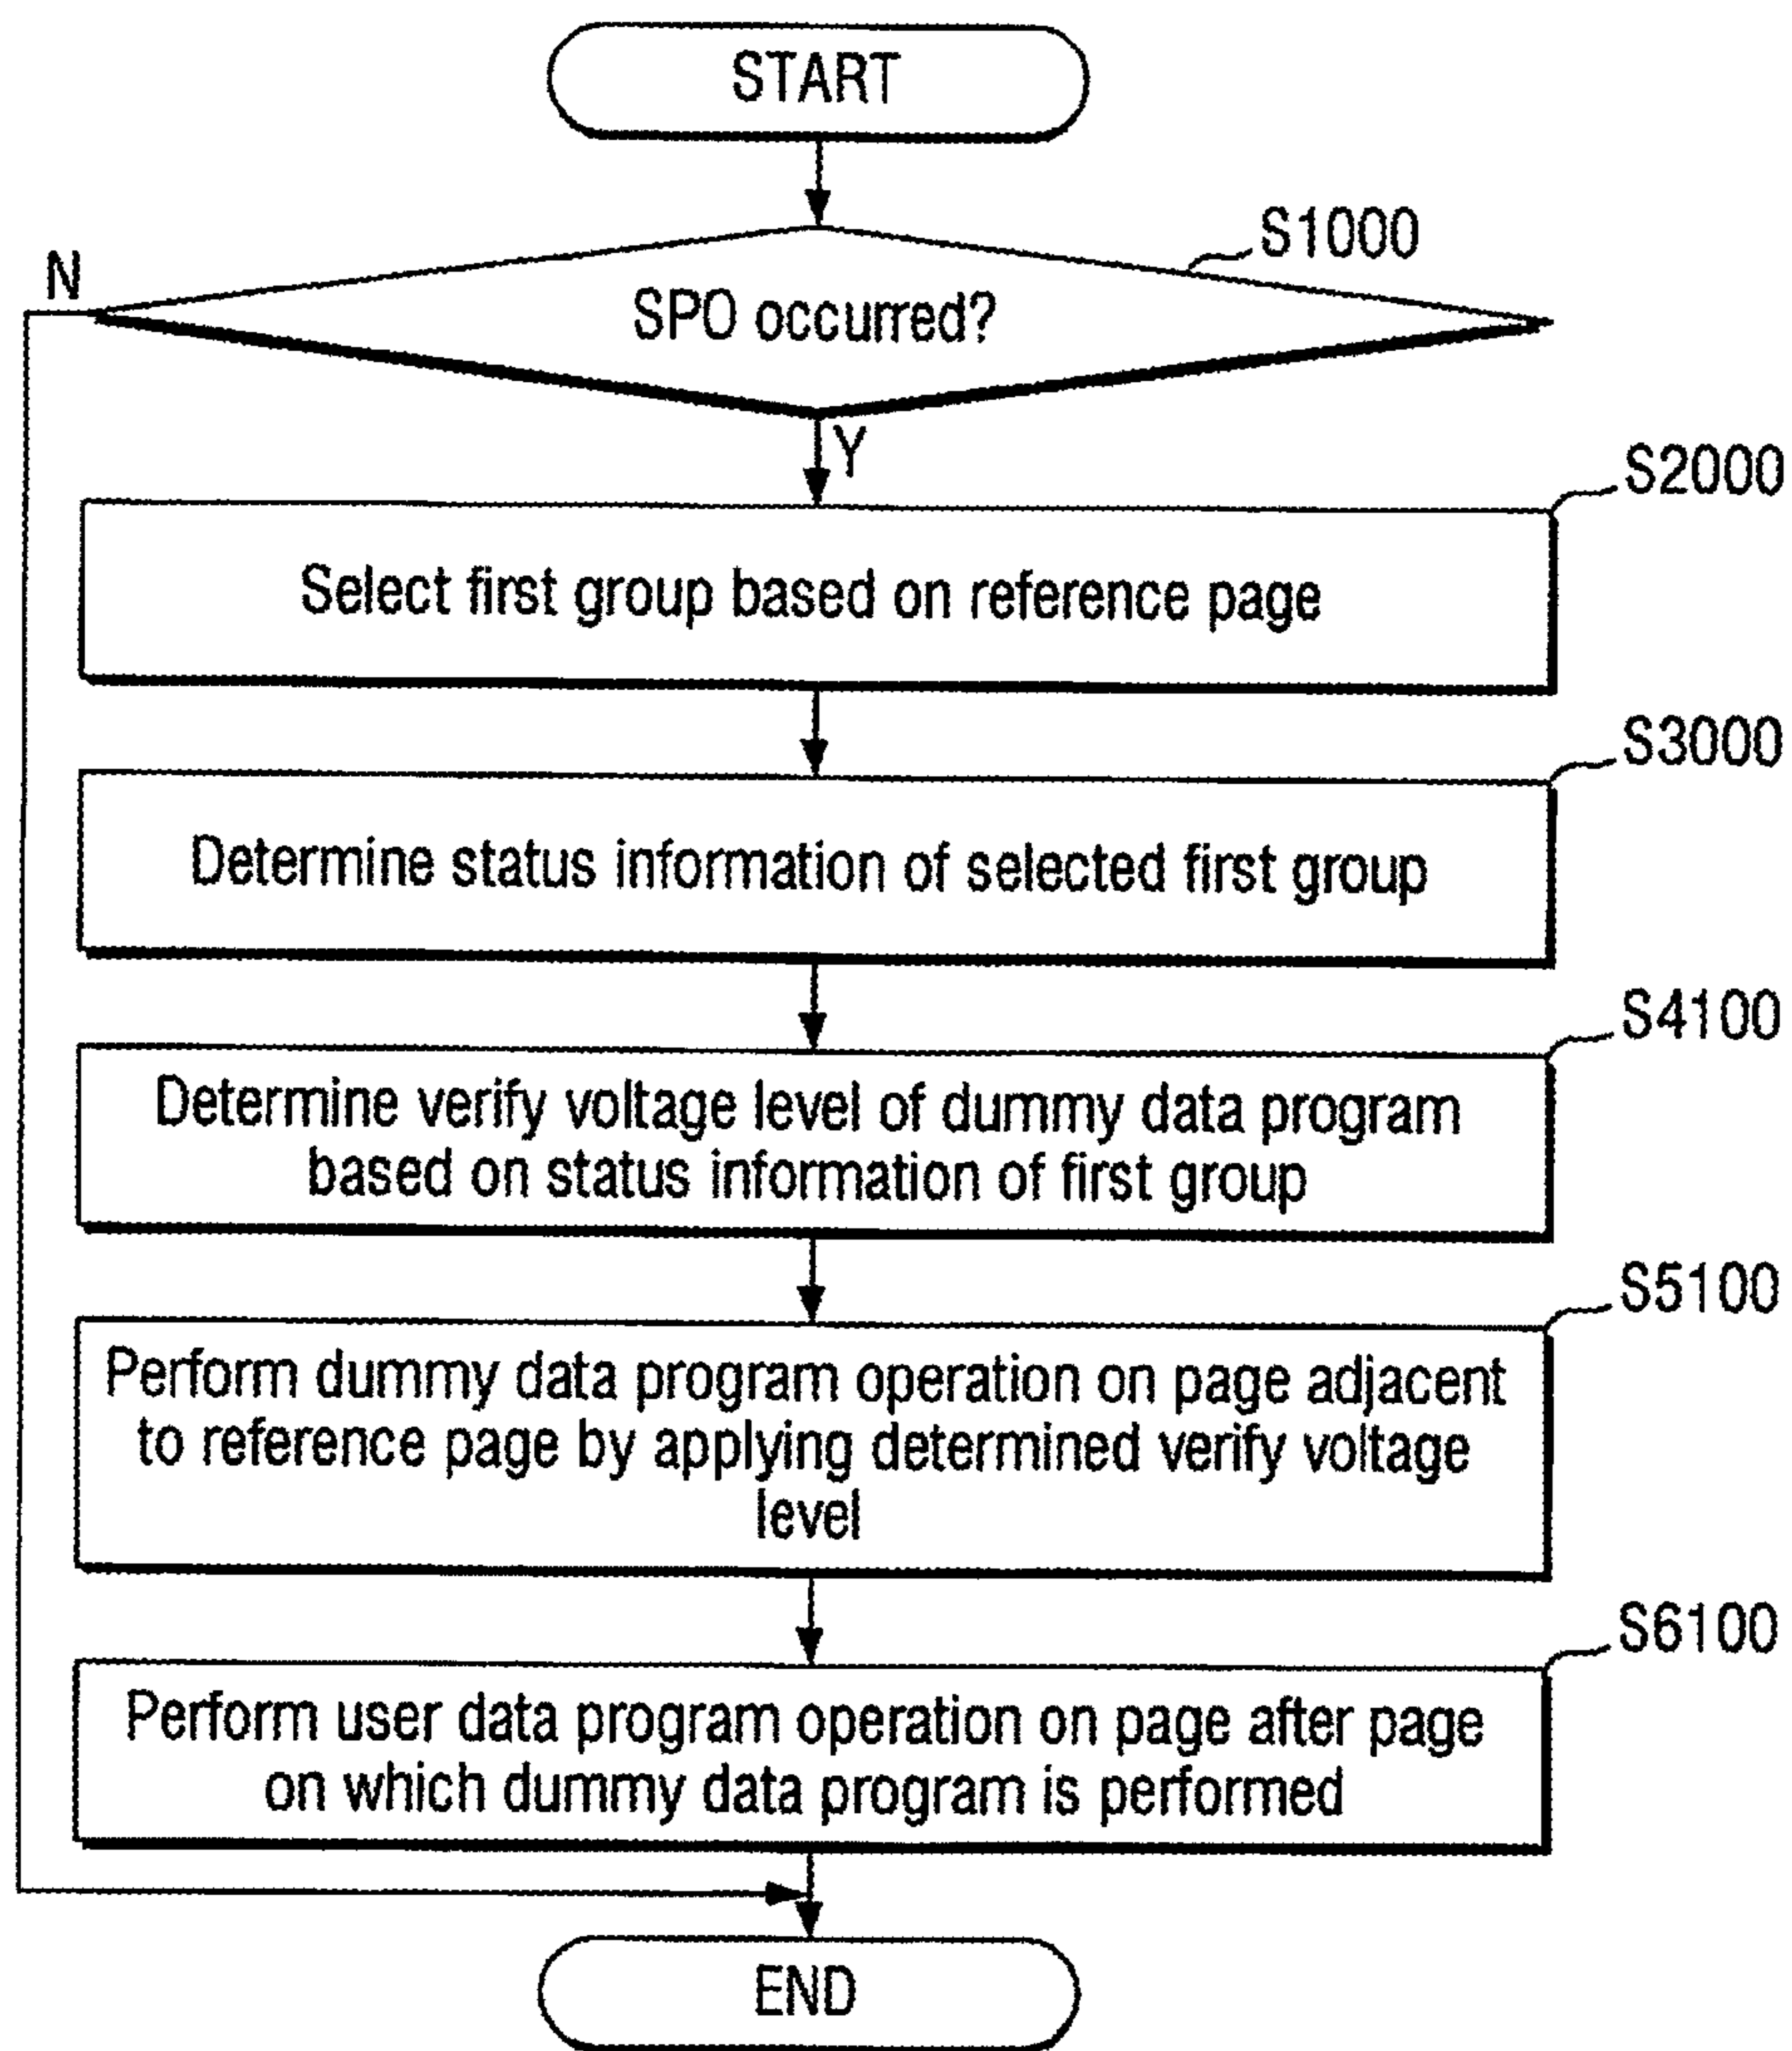 START
S1000
N
SPO occurred?
Y
S2000
Select first group based on reference page
S3000
Determine status information of selected first group
S4100
Determine verify voltage level of dummy data program
based on status information of first group
S5100
Perform dummy data program operation on page adjacent
to reference page by applying determined verify voltage
level
S6100
Perform user data program operation on page after page
on which dummy data program is performed
END